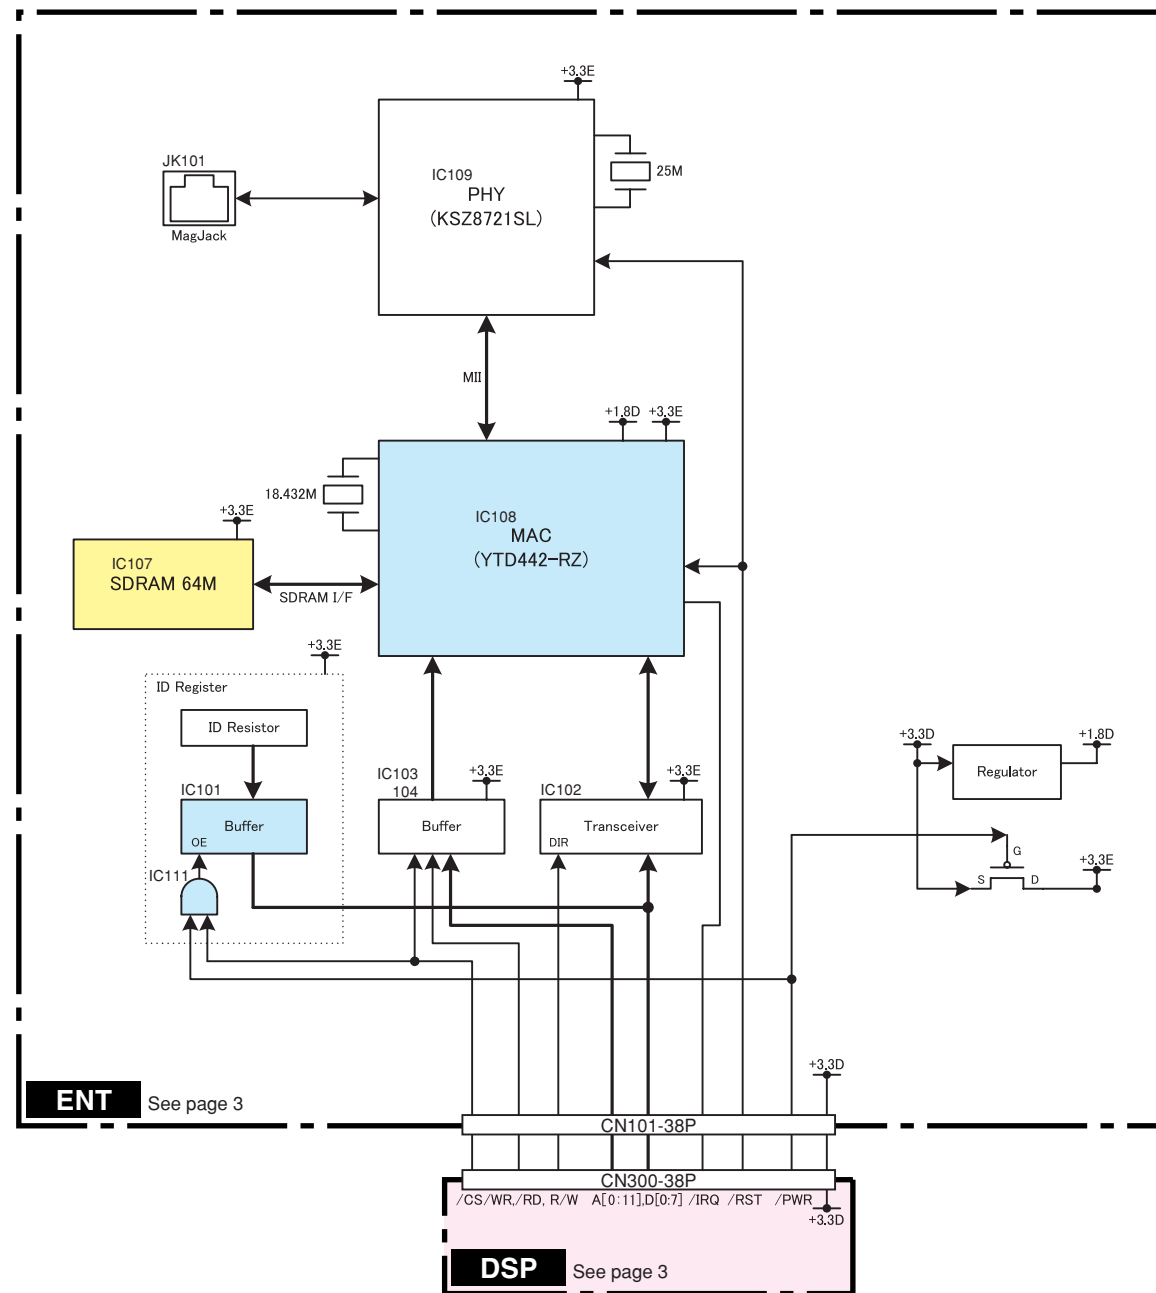 +3.3E
JK101
MagJack
IC109
PHY
(KSZ8721SL)
25M
MII
+1.8D +3.3E
18.432M
IC108
MAC
(YTD442-RZ)
+3.3E
IC107
SDRAM 64M
SDRAM I/F
+3.3E
ID Register
ID Resistor
IC101
Buffer
OE
IC111
IC103
104
+3.3E
Buffer
IC102
+3.3E
Transceiver
DIR
+3.3D
Regulator
+1.8D
G
S
D
+3.3E
+3.3D
ENT
See page 3
CN101-38P
CN300-38P
/CS/WR,/RD, R/W A[0:11],D[0:7] /IRQ /RST /PWR
+3.3D
DSP
See page 3